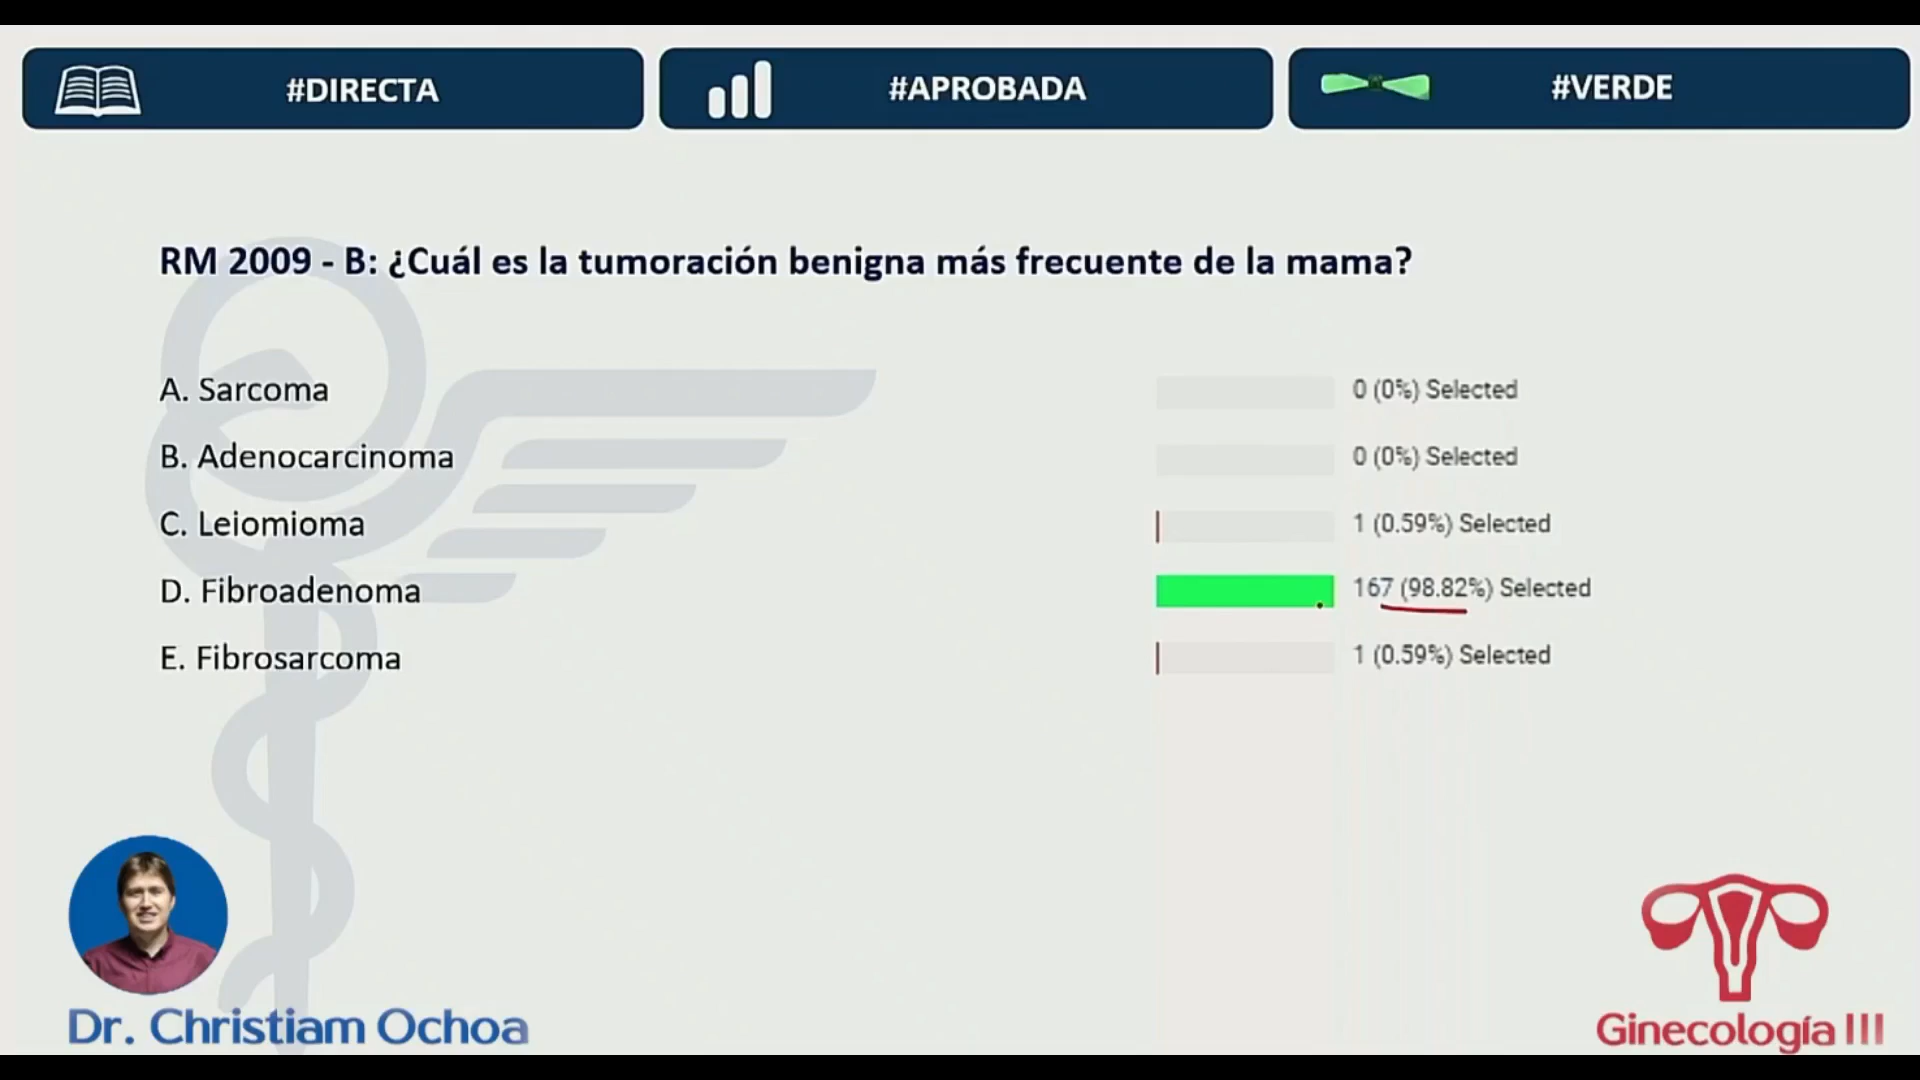 #DIRECTA
#APROBADA
#VERDE
RM 2009 - B: ¿Cuál es la tumoración benigna más frecuente de la mama?
A. Sarcoma 0 (0%) Selected
B. Adenocarcinoma 0 (0%) Selected
C. Leiomioma 1 (0.59%) Selected
D. Fibroadenoma 167 (98.82%) Selected
E. Fibrosarcoma 1 (0.59%) Selected
Dr. Christiam Ochoa
Ginecología III